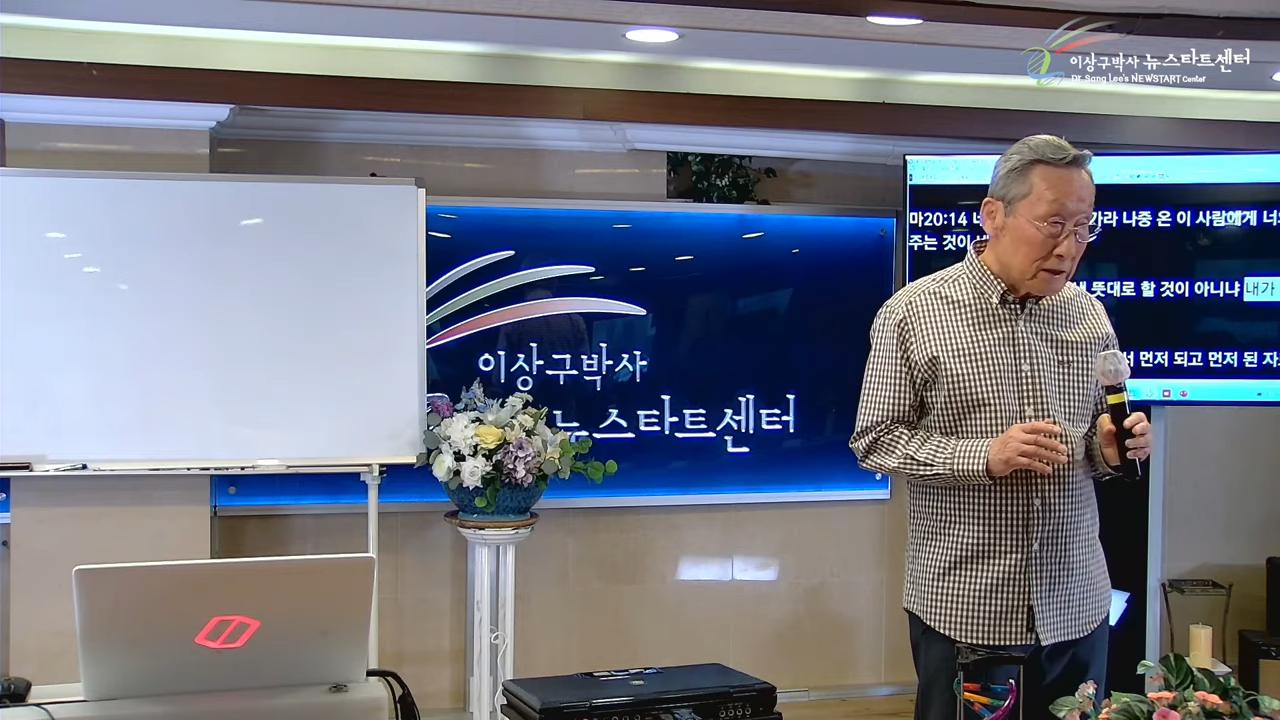 이상구박사 뉴스타트센터
Dr. Sang Lee's NEWSTART Center
마20:14 가라 나중 온 이 사람에게
주는 것이
뜻대로 할 것이 아니냐 내가
먼저 되고 먼저 된
이상구박사
뉴스타트센터